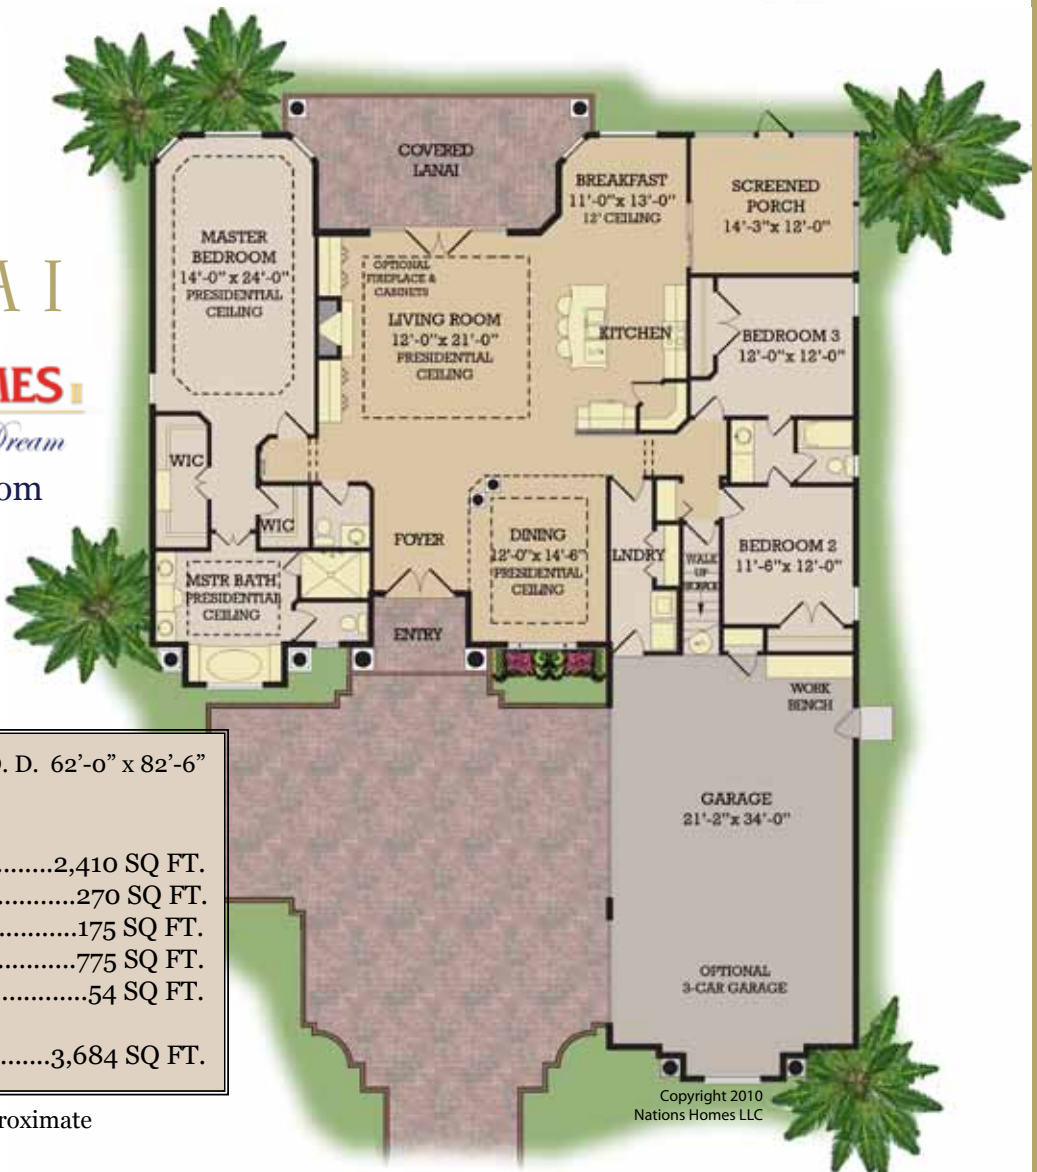 COVERED
LANAI
BREAKFAST
11'-0"x 13'-0"
12' CEILING
SCREENED
PORCH
14'-3"x 12'-0"
MASTER
BEDROOM
14'-0" x 24'-0"
PRESIDENTIAL
CEILING
AI
OPTIONAL
FIREPLACE &
CABINETS
LIVING ROOM
12'-0"x 21'-0"
PRESIDENTIAL
CEILING
KITCHEN
BEDROOM 3
12'-0"x 12'-0"
MES
Dream
om
WIC
WIC
FOYER
DINING
12'-0"x 14'-6"
PRESIDENTIAL
CEILING
LNDRY
WALK
UP
STORAGE
BEDROOM 2
11'-6"x 12'-0"
MSTR BATH
PRESIDENTIAL
CEILING
ENTRY
WORK
BENCH
O. D. 62'-0" x 82'-6"
........2,410 SQ FT.
............270 SQ FT.
............175 SQ FT.
............775 SQ FT.
..............54 SQ FT.
........3,684 SQ FT.
GARAGE
21'-2"x 34'-0"
OPTIONAL
3-CAR GARAGE
Copyright 2010
Nations Homes LLC
proximate